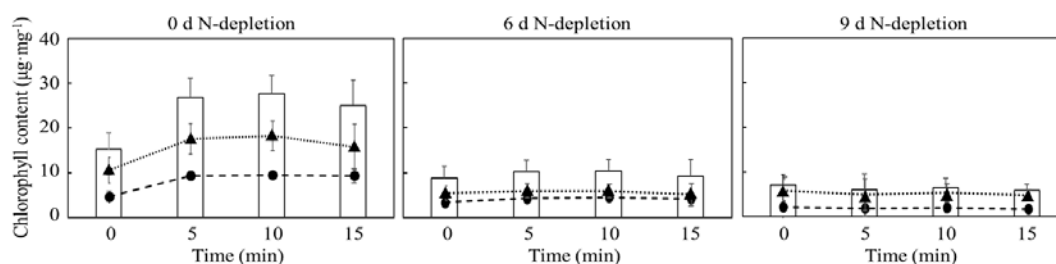 0 d N-depletion
6 d N-depletion
9 d N-depletion
Chlorophyll content (µg·mg⁻¹)
40
30
20
10
0
0 5 10 15
0 5 10 15
0 5 10 15
Time (min)
Time (min)
Time (min)